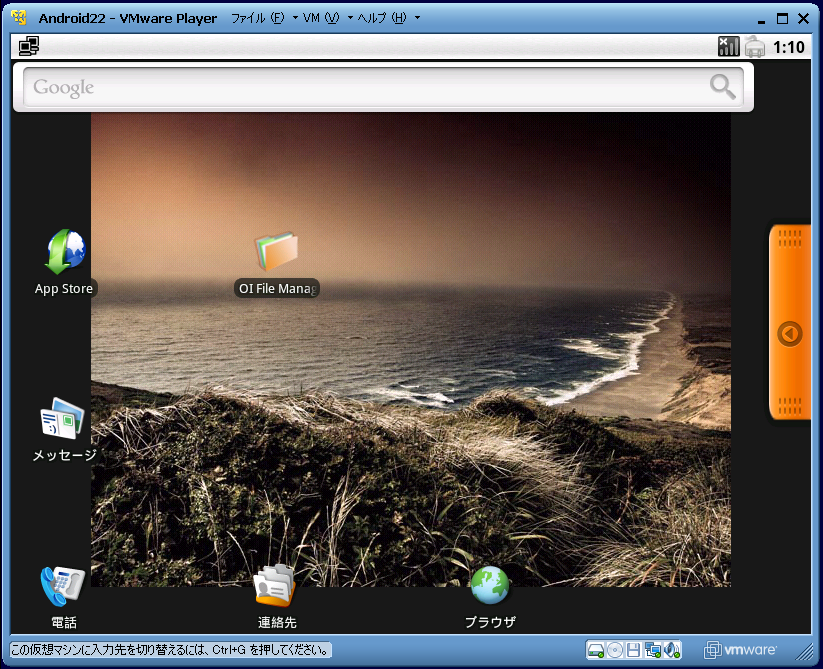 Android22 - VMware Player ファイル (F) VM (V) ヘルプ (H)
1:10
Google
App Store
OI File Manag
メッセージ
電話
連絡先
ブラウザ
この仮想マシンに入力先を切り替えるには、Ctrl+G を押してください。
vmware